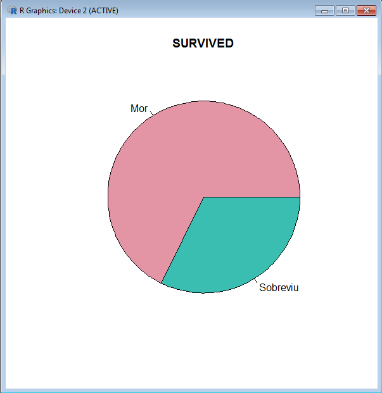 R Graphics: Device 2 (ACTIVE)
SURVIVED
Mor
Sobreviu